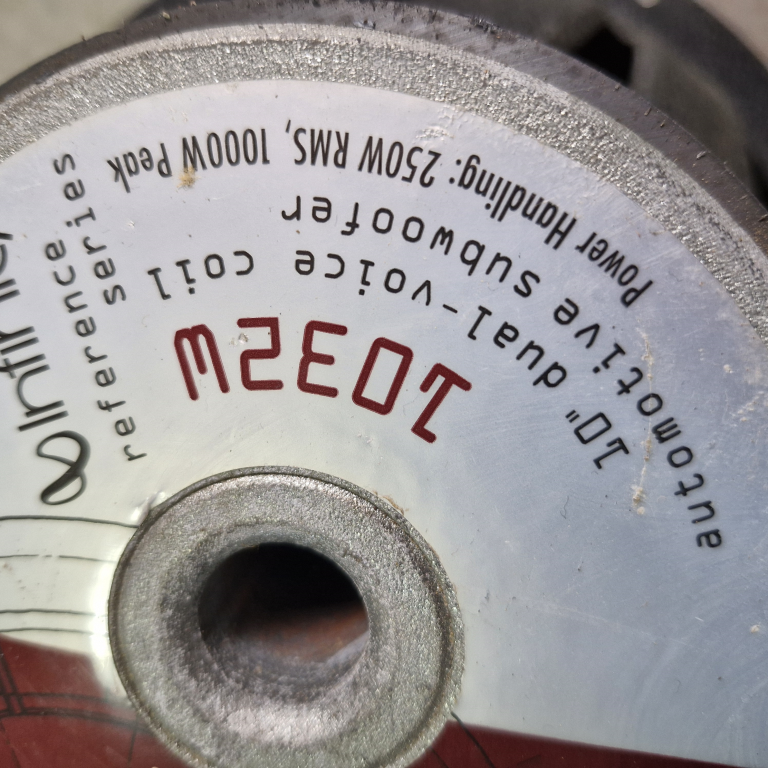 Infinity
reference series
1032W
10" dual-voice coil
automotive subwoofer
Power Handling: 250W RMS, 1000W Peak